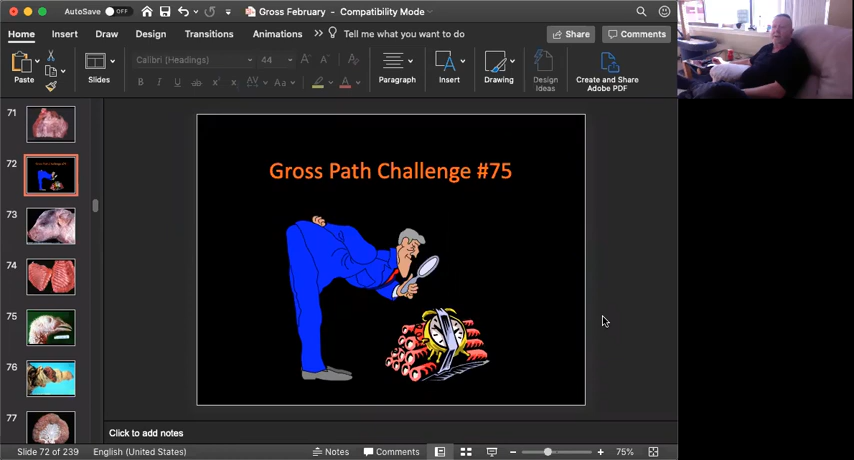 AutoSave OFF Gross February - Compatibility Mode
Home Insert Draw Design Transitions Animations Tell me what you want to do Share Comments
Paste Slides Calibri (Headings) 44 Paragraph Insert Drawing Design Ideas Create and Share Adobe PDF
71
72
73
74
75
76
77
Gross Path Challenge #75
Click to add notes
Slide 72 of 239 English (United States) Notes Comments 75%